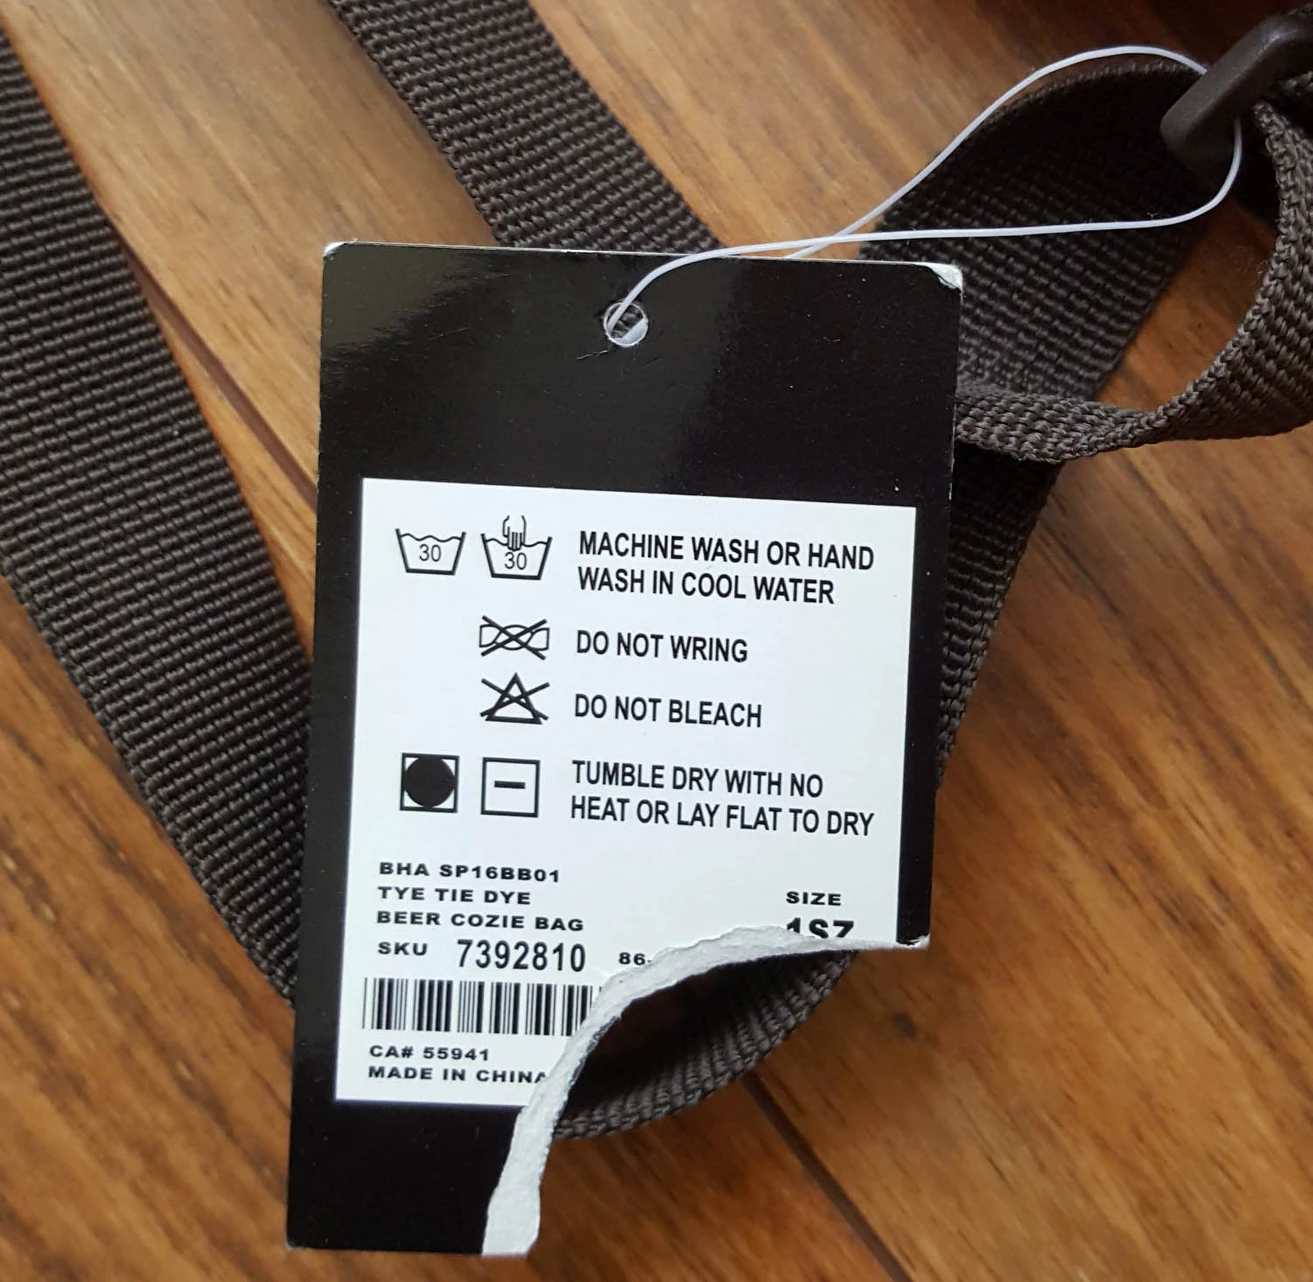 30 30 MACHINE WASH OR HAND
WASH IN COOL WATER
DO NOT WRING
DO NOT BLEACH
TUMBLE DRY WITH NO
HEAT OR LAY FLAT TO DRY
BHA SP16BB01
TYE TIE DYE
BEER COZIE BAG
SIZE
1SZ
SKU 7392810 86-
CA# 55941
MADE IN CHINA